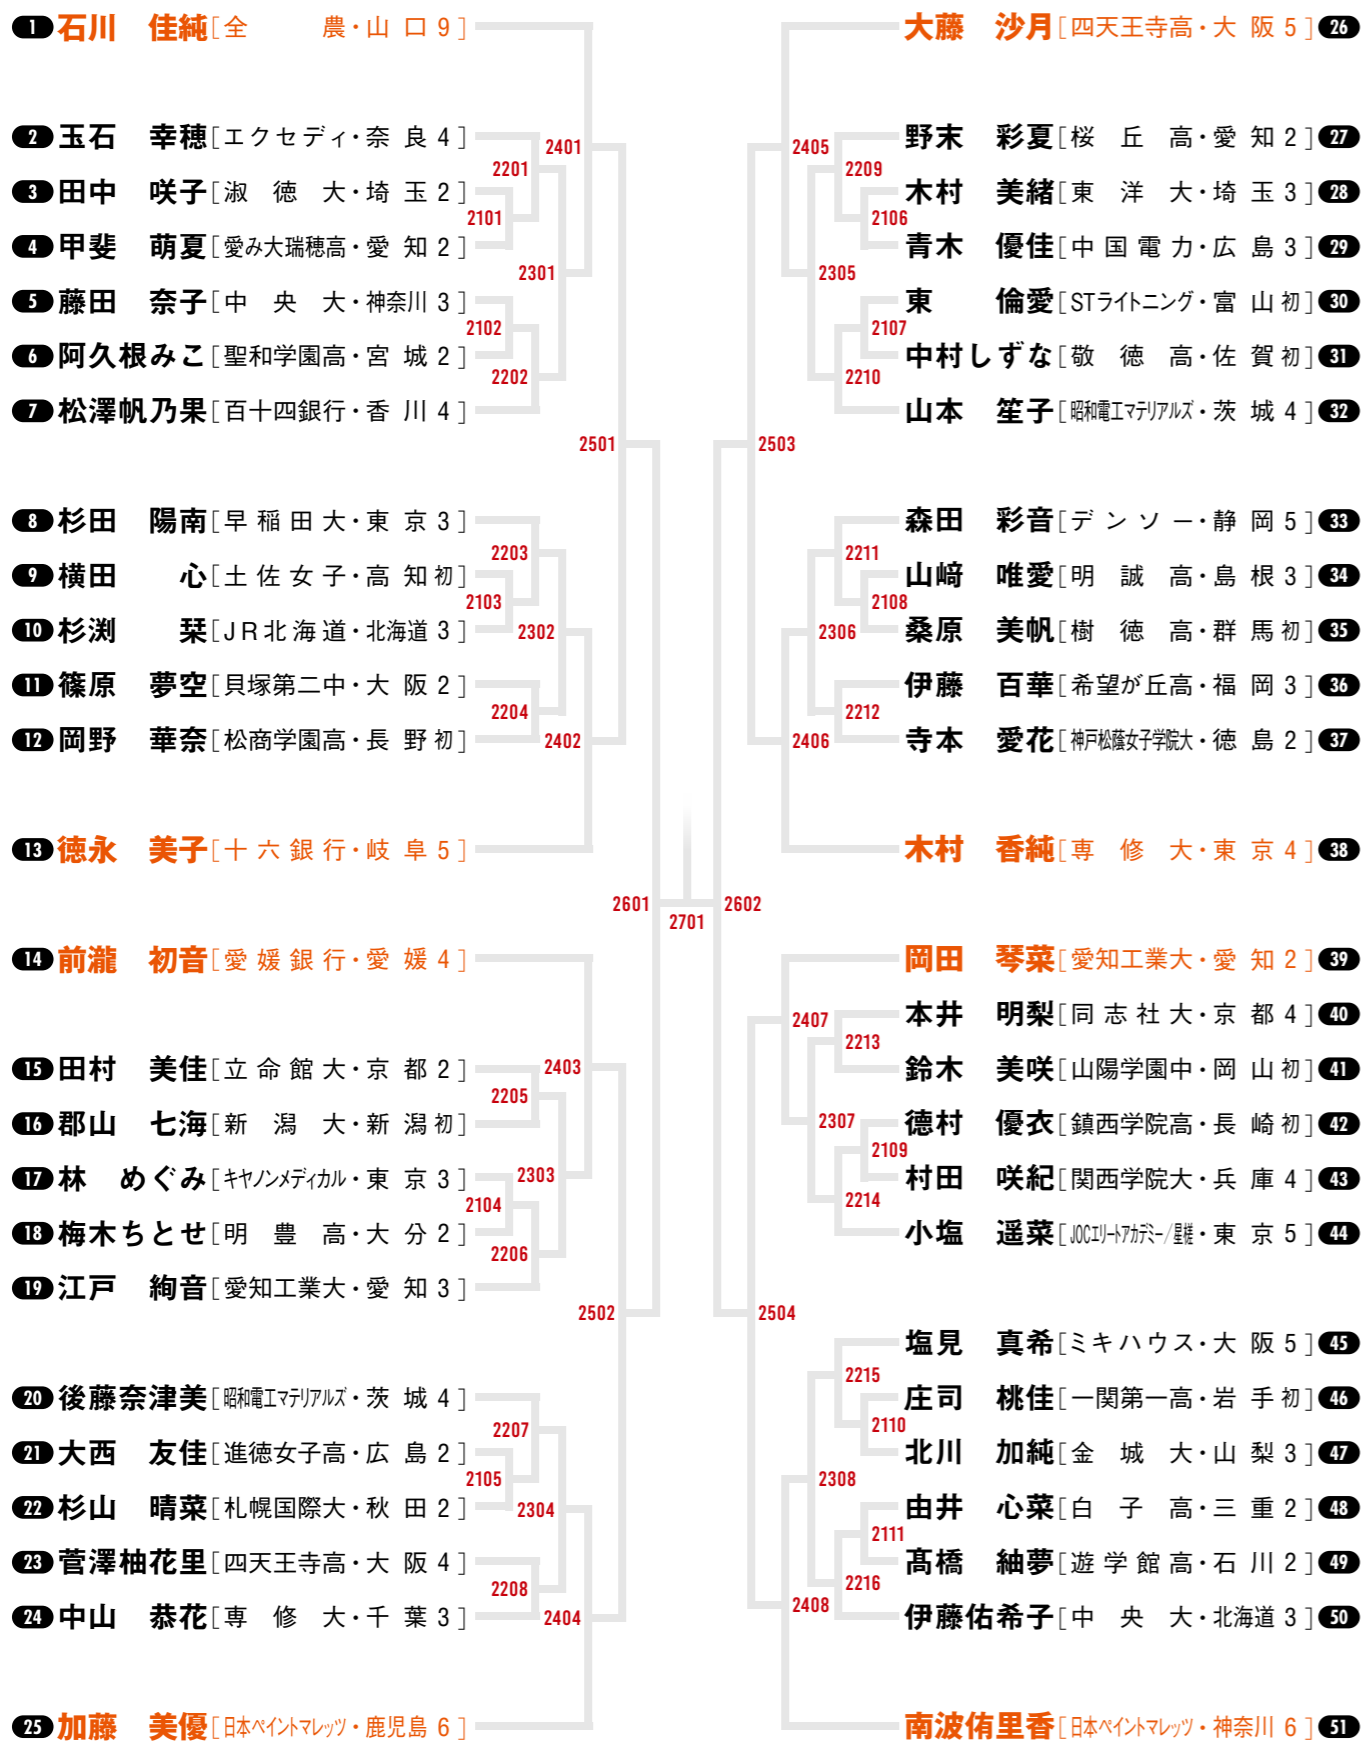 1 石川 佳純[全農・山口 9]
2 玉石 幸穂[エクセディ・奈良 4]
2401
2201
3 田中 咲子[淑徳大・埼玉 2]
2101
4 甲斐 萌夏[愛み大瑞穂高・愛知 2]
2301
5 藤田 奈子[中央大・神奈川 3]
2102
6 阿久根みこ[聖和学園高・宮城 2]
2202
7 松澤帆乃果[百十四銀行・香川 4]
2501
8 杉田 陽南[早稲田大・東京 3]
2203
9 横田 心[土佐女子・高知 初]
2103
10 杉渕 栞[JR北海道・北海道 3]
2302
11 篠原 夢空[貝塚第二中・大阪 2]
2204
12 岡野 華奈[松商学園高・長野 初]
2402
13 徳永 美子[十六銀行・岐阜 5]
2601
2701
2602
14 前瀧 初音[愛媛銀行・愛媛 4]
15 田村 美佳[立命館大・京都 2]
2403
2205
16 郡山 七海[新潟大・新潟 初]
17 林 めぐみ[キヤノンメディカル・東京 3]
2303
2104
18 梅木ちとせ[明豊高・大分 2]
2206
19 江戸 絢音[愛知工業大・愛知 3]
2502
20 後藤奈津美[昭和電工マテリアルズ・茨城 4]
2207
21 大西 友佳[進徳女子高・広島 2]
2105
22 杉山 晴菜[札幌国際大・秋田 2]
2304
23 菅澤柚花里[四天王寺高・大阪 4]
2208
24 中山 恭花[専修大・千葉 3]
2404
25 加藤 美優[日本ペイントマレッツ・鹿児島 6]
大藤 沙月[四天王寺高・大阪 5] 26
野末 彩夏[桜丘高・愛知 2] 27
2405
2209
木村 美緒[東洋大・埼玉 3] 28
2106
青木 優佳[中国電力・広島 3] 29
2305
東 倫愛[STライトニング・富山 初] 30
2107
中村しずな[敬徳高・佐賀 初] 31
2210
山本 笙子[昭和電工マテリアルズ・茨城 4] 32
2503
森田 彩音[デンソー・静岡 5] 33
2211
山﨑 唯愛[明誠高・島根 3] 34
2108
桑原 美帆[樹徳高・群馬 初] 35
2306
伊藤 百華[希望が丘高・福岡 3] 36
2212
寺本 愛花[神戸松蔭女子学院大・徳島 2] 37
2406
木村 香純[専修大・東京 4] 38
岡田 琴菜[愛知工業大・愛知 2] 39
本井 明梨[同志社大・京都 4] 40
2407
2213
鈴木 美咲[山陽学園中・岡山 初] 41
徳村 優衣[鎮西学院高・長崎 初] 42
2307
2109
村田 咲紀[関西学院大・兵庫 4] 43
2214
小塩 遥菜[JOCエリートアカデミー/星槎・東京 5] 44
2504
塩見 真希[ミキハウス・大阪 5] 45
2215
庄司 桃佳[一関第一高・岩手 初] 46
2110
北川 加純[金城大・山梨 3] 47
2308
由井 心菜[白子高・三重 2] 48
2111
髙橋 紬夢[遊学館高・石川 2] 49
2216
2408
伊藤佑希子[中央大・北海道 3] 50
南波侑里香[日本ペイントマレッツ・神奈川 6] 51